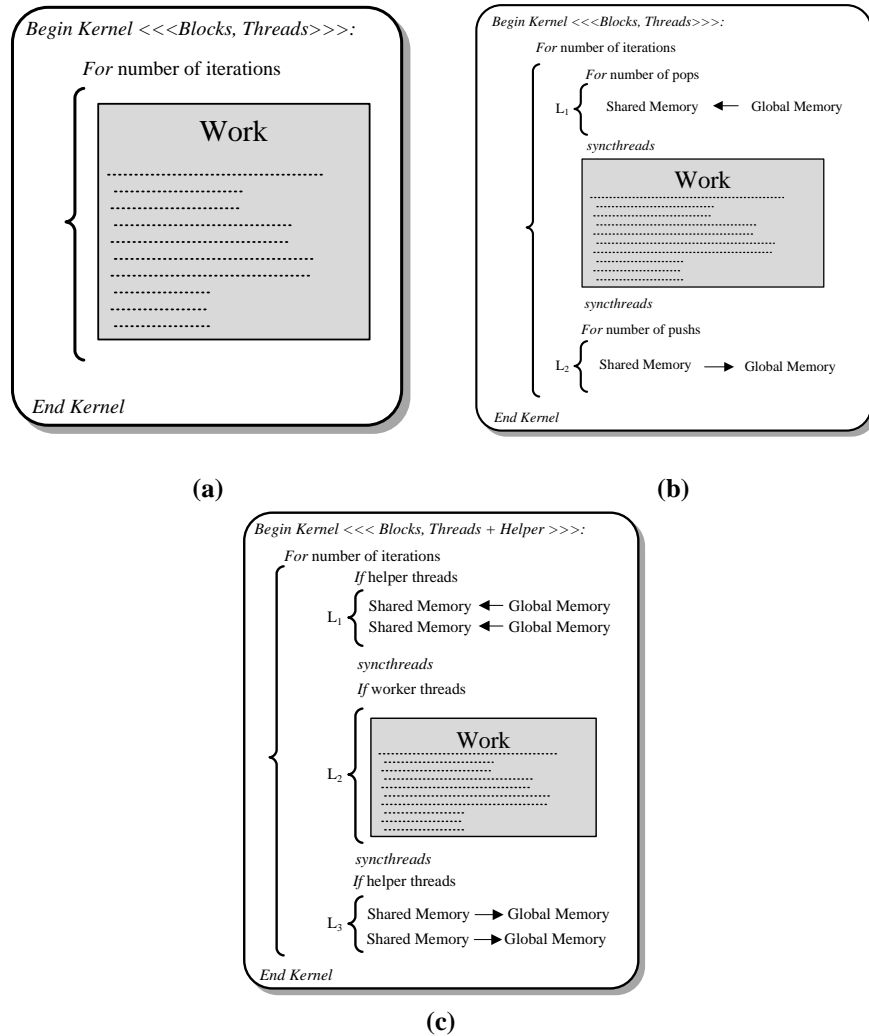 Begin Kernel <<<Blocks, Threads>>>:
For number of iterations
Work
End Kernel
(a)
Begin Kernel <<<Blocks, Threads>>>:
For number of iterations
For number of pops
L1 Shared Memory ← Global Memory
syncthreads
Work
syncthreads
For number of pushs
L2 Shared Memory → Global Memory
End Kernel
(b)
Begin Kernel <<< Blocks, Threads + Helper >>>:
For number of iterations
If helper threads
Shared Memory ← Global Memory
L1
Shared Memory ← Global Memory
syncthreads
If worker threads
Work
L2
syncthreads
If helper threads
Shared Memory → Global Memory
L3
Shared Memory → Global Memory
End Kernel
(c)